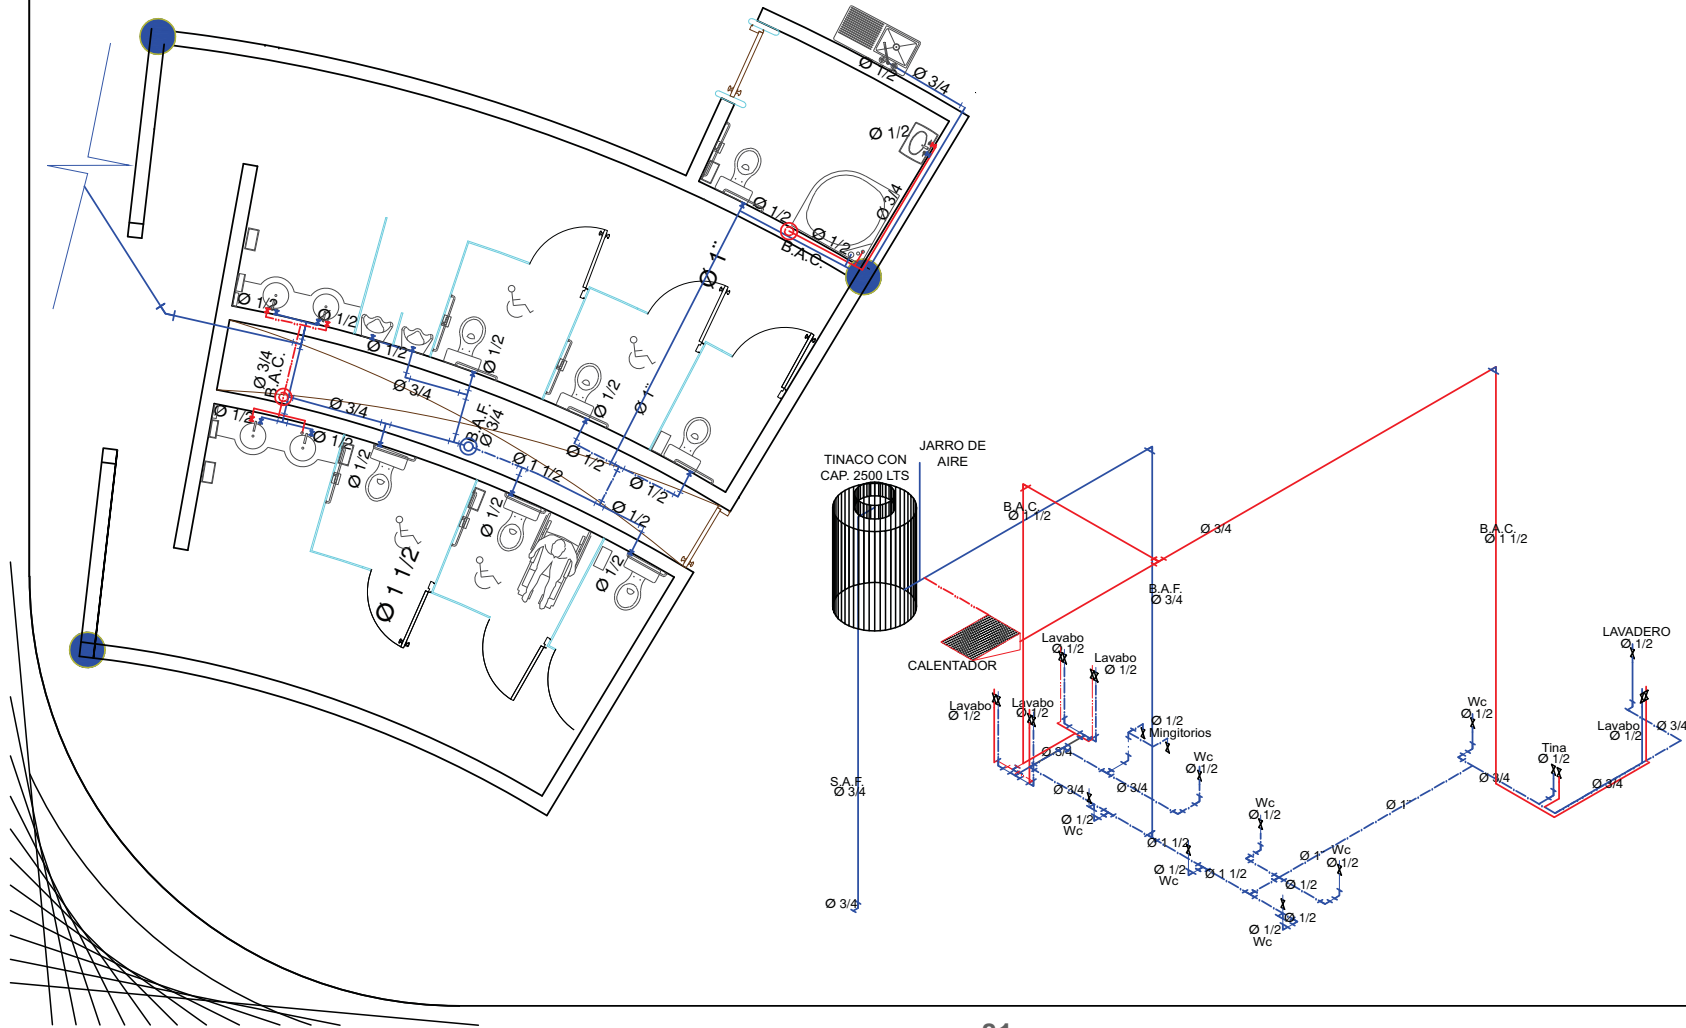 Ø 1/2
Ø 3/4
Ø 1/2
Ø 3/4
Ø 1/2
Ø 1/2
B.A.C.
Ø 1"
Ø 1/2
Ø 1/2
Ø 3/4
B.A.C.
Ø 1/2
Ø 1/2
Ø 3/4
Ø 3/4
B.A.F.
Ø 3/4
Ø 1/2
Ø 1"
Ø 1/2
Ø 1/2
Ø 1/2
Ø 1/2
Ø 1 1/2
Ø 1/2
Ø 1/2
Ø 1/2
Ø 1/2
Ø 1/2
Ø 1 1/2
TINACO CON
CAP. 2500 LTS
JARRO DE
AIRE
B.A.C.
Ø 1 1/2
Ø 3/4
B.A.C.
Ø 1 1/2
B.A.F.
Ø 3/4
CALENTADOR
Lavabo
Ø 1/2
Lavabo
Ø 1/2
Lavabo
Ø 1/2
Lavabo
Ø 1/2
Ø 1/2
Mingitorios
Wc
Ø 1/2
LAVADERO
Ø 1/2
Lavabo
Ø 1/2
Ø 3/4
Tina
Ø 1/2
Ø 3/4
Ø 3/4
Wc
Ø 1/2
Ø 3/4
Ø 3/4
Ø 3/4
S.A.F.
Ø 3/4
Ø 1/2
Wc
Ø 1"
Wc
Ø 1/2
Ø 1 1/2
Ø 1"
Wc
Ø 1/2
Ø 1/2
Wc
Ø 1 1/2
Ø 1/2
Ø 3/4
Ø 1/2
Ø 1/2
Wc